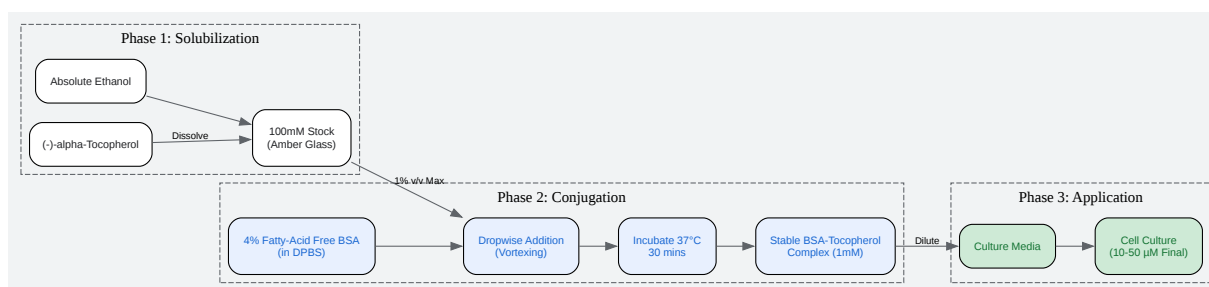 Phase 1: Solubilization
Absolute Ethanol
(-)-alpha-Tocopherol
Dissolve
100mM Stock
(Amber Glass)
1% v/v Max
Phase 2: Conjugation
4% Fatty-Acid Free BSA
(in DPBS)
Dropwise Addition
(Vortexing)
Incubate 37°C
30 mins
Stable BSA-Tocopherol
Complex (1mM)
Dilute
Phase 3: Application
Culture Media
Cell Culture
(10-50 µM Final)